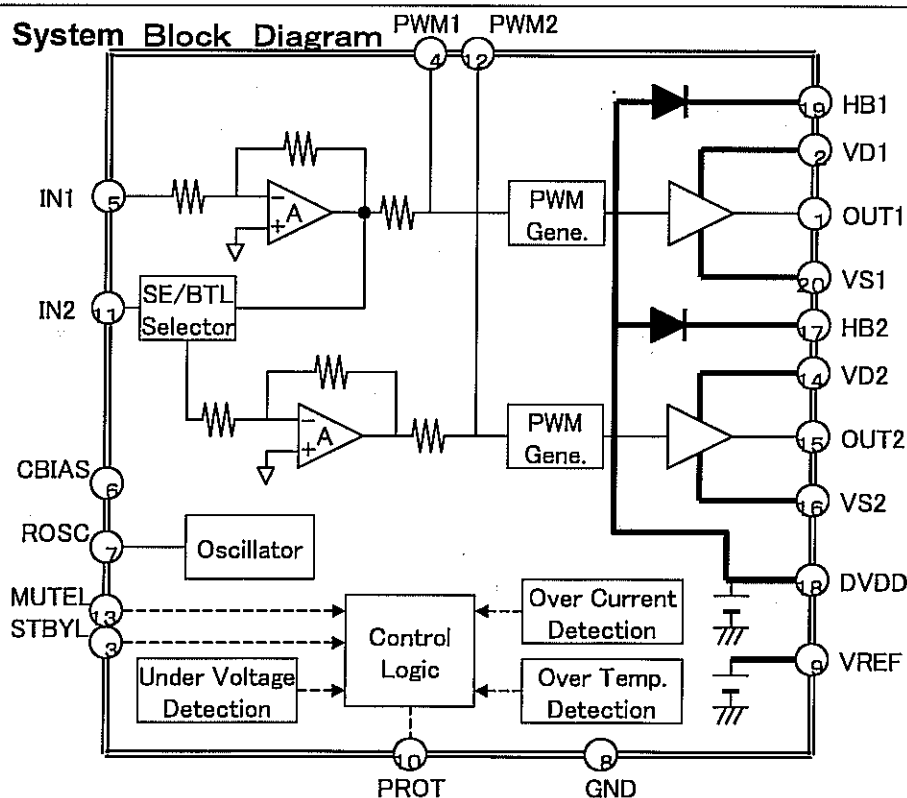 System Block Diagram
PWM1
PWM2
4
12
HB1
19
VD1
2
IN1
5
−
+
A
PWM
Gene.
OUT1
1
VS1
20
IN2
11
SE/BTL
Selector
HB2
17
VD2
14
−
+
A
PWM
Gene.
OUT2
15
CBIAS
6
VS2
16
ROSC
7
Oscillator
DVDD
18
MUTEL
13
STBYL
3
Control
Logic
Over Current
Detection
VREF
9
Under Voltage
Detection
Over Temp.
Detection
10
PROT
8
GND